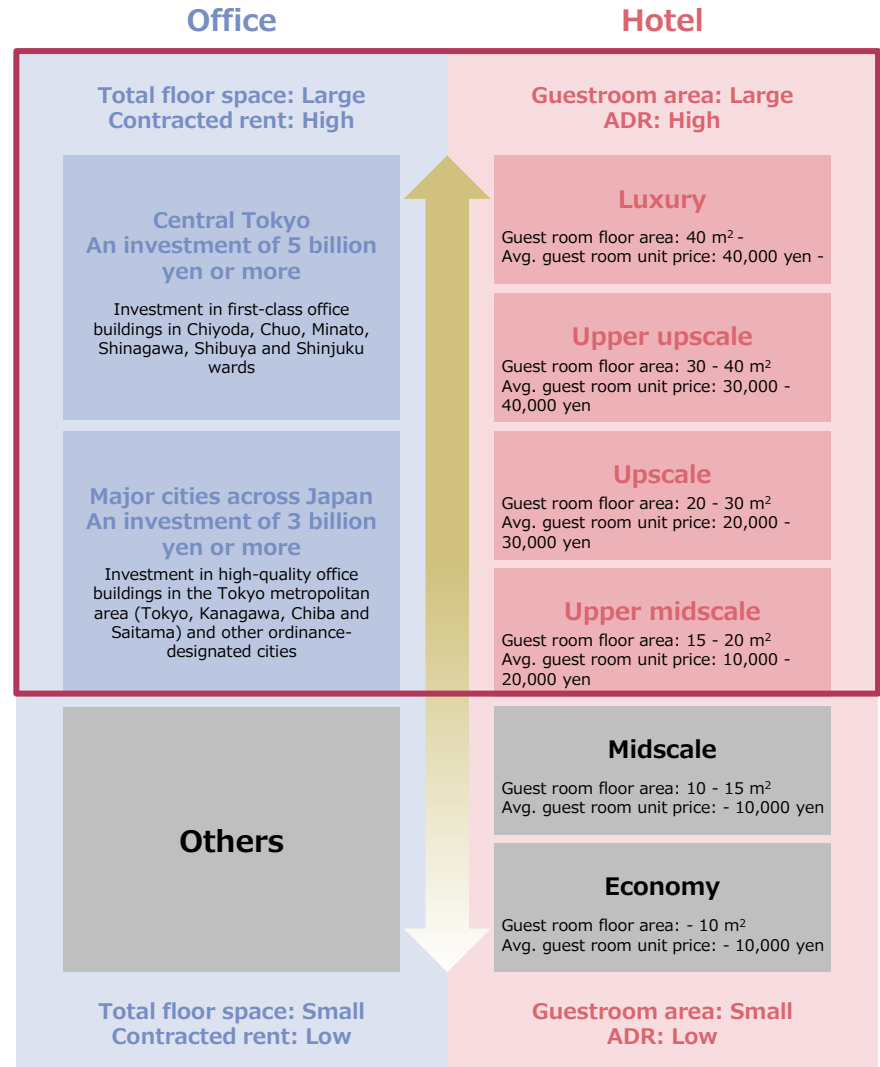 Office
Total floor space: Large
Contracted rent: High
Central Tokyo
An investment of 5 billion
yen or more
Investment in first-class office
buildings in Chiyoda, Chuo, Minato,
Shinagawa, Shibuya and Shinjuku
wards
Major cities across Japan
An investment of 3 billion
yen or more
Investment in high-quality office
buildings in the Tokyo metropolitan
area (Tokyo, Kanagawa, Chiba and
Saitama) and other ordinance-
designated cities
Others
Total floor space: Small
Contracted rent: Low
Hotel
Guestroom area: Large
ADR: High
Luxury
Guest room floor area: 40 m² -
Avg. guest room unit price: 40,000 yen -
Upper upscale
Guest room floor area: 30 - 40 m²
Avg. guest room unit price: 30,000 -
40,000 yen
Upscale
Guest room floor area: 20 - 30 m²
Avg. guest room unit price: 20,000 -
30,000 yen
Upper midscale
Guest room floor area: 15 - 20 m²
Avg. guest room unit price: 10,000 -
20,000 yen
Midscale
Guest room floor area: 10 - 15 m²
Avg. guest room unit price: - 10,000 yen
Economy
Guest room floor area: - 10 m²
Avg. guest room unit price: - 10,000 yen
Guestroom area: Small
ADR: Low